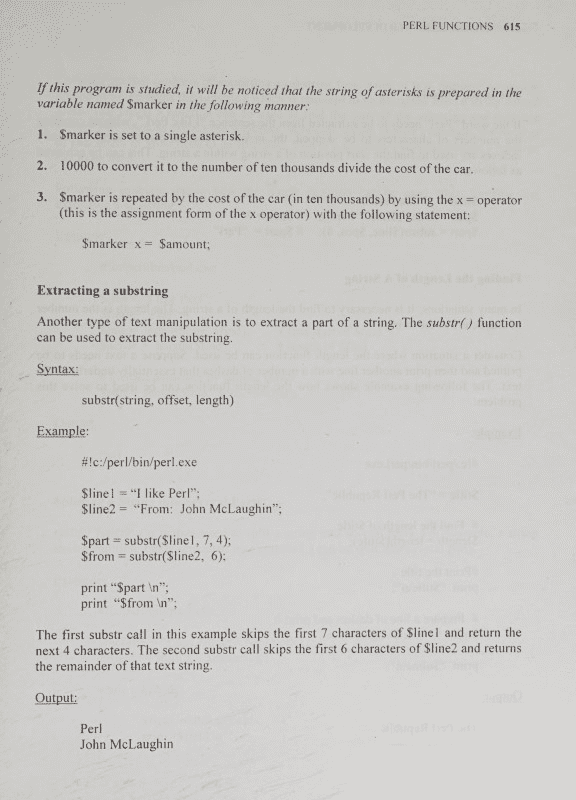 PERL FUNCTIONS 615
If this program is studied, it will be noticed that the string of asterisks is prepared in the
variable named $marker in the following manner:
1. $marker is set to a single asterisk.
2. 10000 to convert it to the number of ten thousands divide the cost of the car.
3. $marker is repeated by the cost of the car (in ten thousands) by using the x = operator
(this is the assignment form of the x operator) with the following statement:
$marker x = $amount;
Extracting a substring
Another type of text manipulation is to extract a part of a string. The substr( ) function
can be used to extract the substring.
Syntax:
substr(string, offset, length)
Example:
#!c:/perl/bin/perl.exe
$line1 = “I like Perl”;
$line2 = “From: John McLaughin”;
$part = substr($line1, 7, 4);
$from = substr($line2, 6);
print “$part \n”;
print “$from \n”;
The first substr call in this example skips the first 7 characters of $line1 and return the
next 4 characters. The second substr call skips the first 6 characters of $line2 and returns
the remainder of that text string.
Output:
Perl
John McLaughin